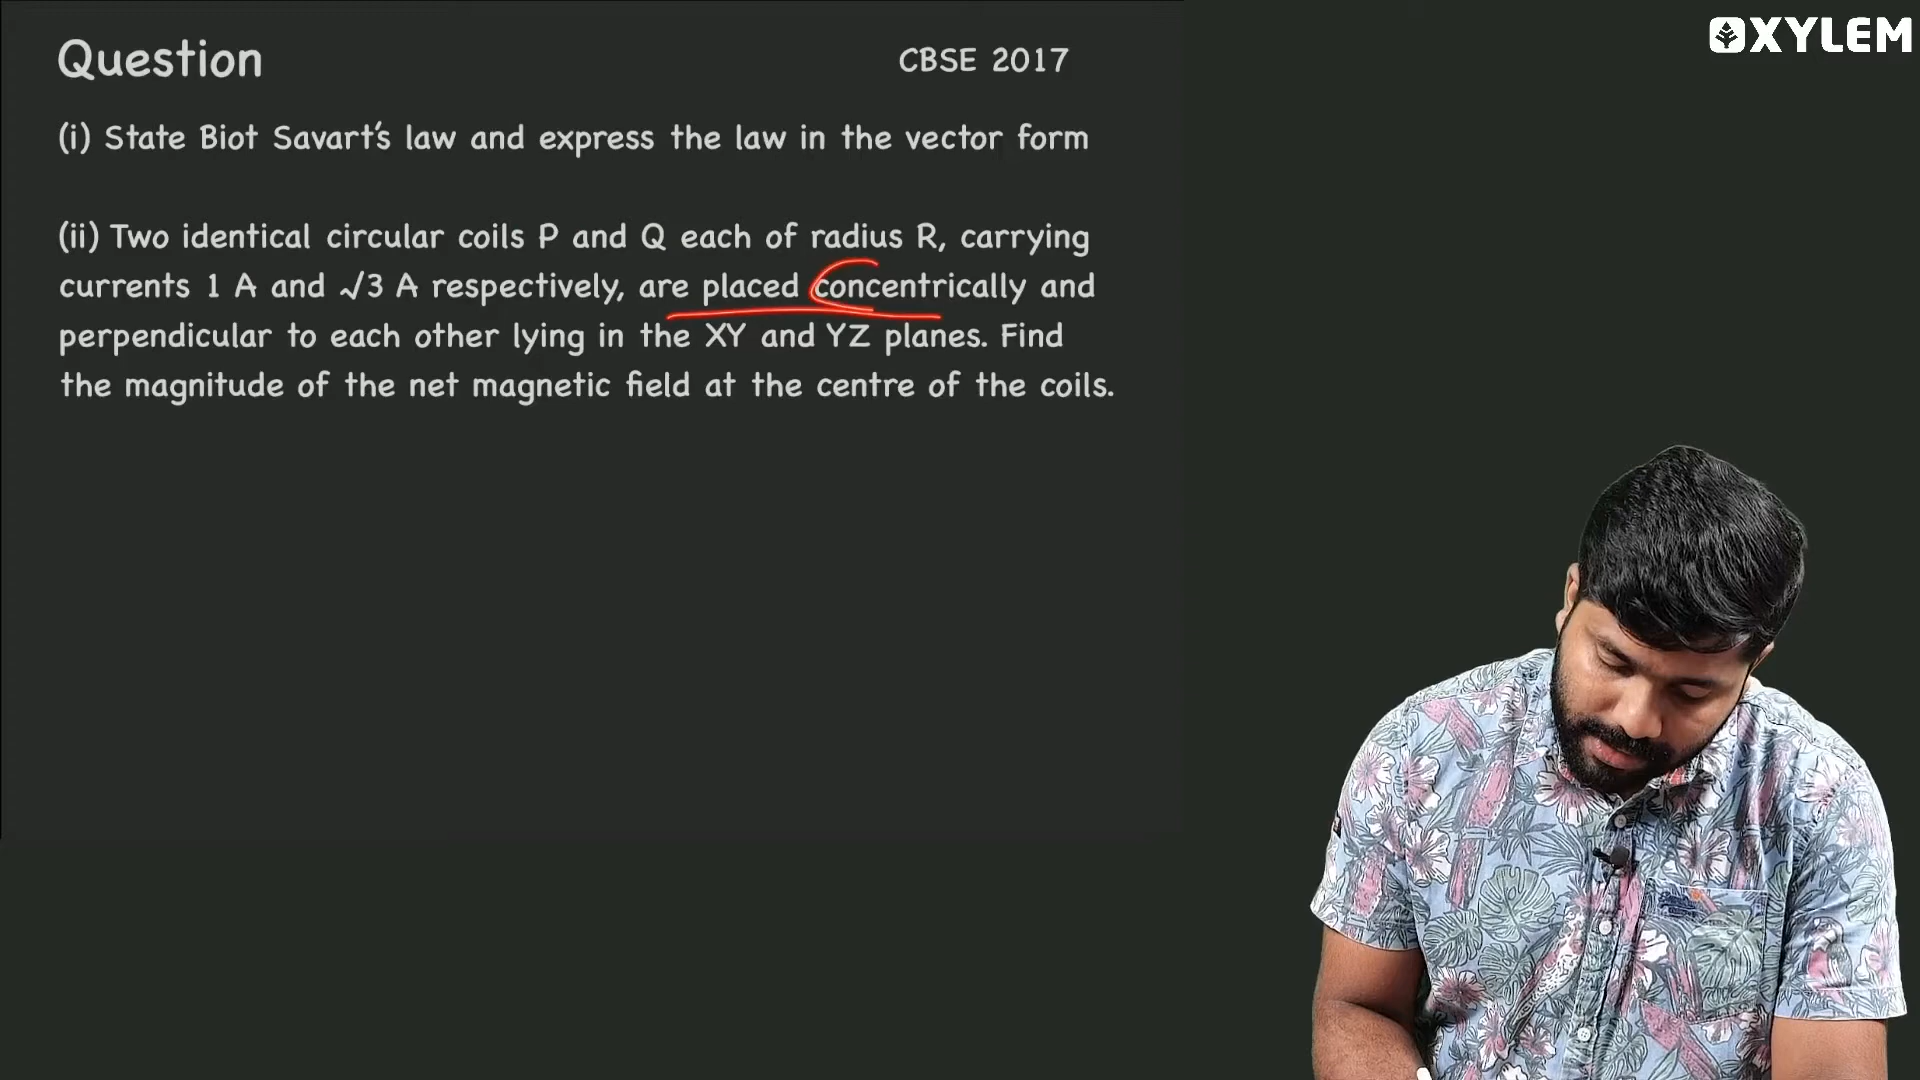 XYLEM
Question
CBSE 2017
(i) State Biot Savart's law and express the law in the vector form
(ii) Two identical circular coils P and Q each of radius R, carrying
currents 1 A and √3 A respectively, are placed concentrically and
perpendicular to each other lying in the XY and YZ planes. Find
the magnitude of the net magnetic field at the centre of the coils.